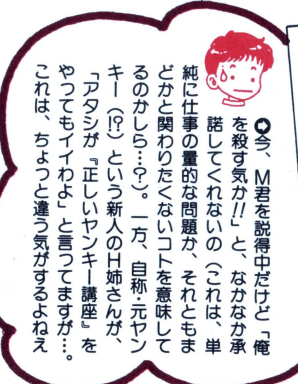 ➲今、M君を説得中だけど「俺
を殺す気か!!」と、なかなか承
諾してくれないの（これは、単
純に仕事の量的な問題か、それともま
どかと関わりたくないコトを意味して
るのかしら…?）。一方、自称・元ヤン
キー（!?）という新人のH姉さんが、
「アタシが『正しいヤンキー講座』を
やってもイイわよ」と言ってますが…。
これは、ちょっと違う気がするよねえ